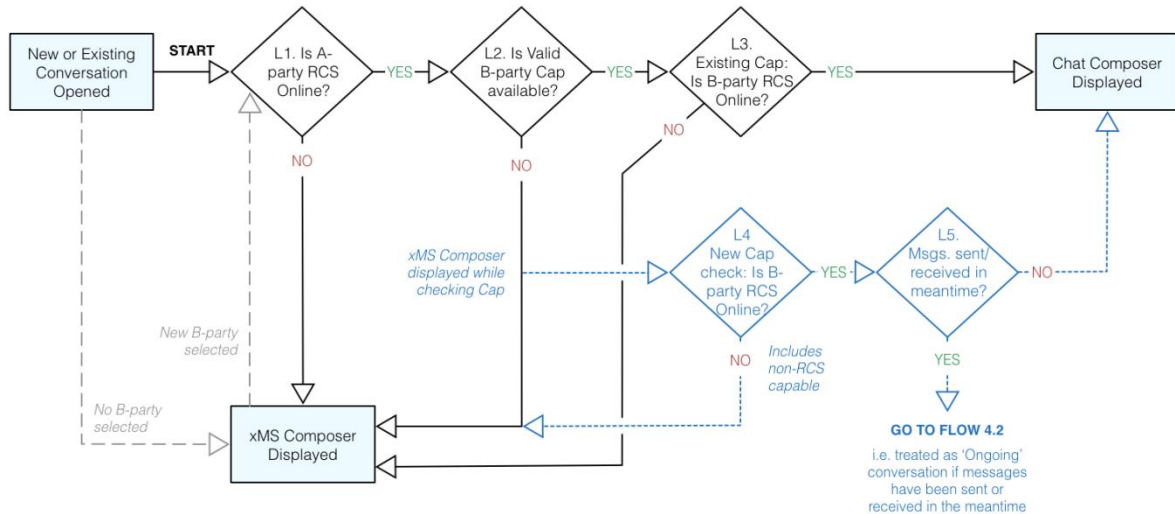 New or Existing
Conversation
Opened
START
L1. Is A-
party RCS
Online?
YES
L2. Is Valid
B-party Cap
available?
YES
L3.
Existing Cap:
Is B-party RCS
Online?
YES
Chat Composer
Displayed
NO
NO
NO
xMS Composer
displayed while
checking Cap
L4
New Cap
check: Is B-
party RCS
Online?
YES
L5.
Msgs. sent/
received in
meantime?
NO
New B-party
selected
NO
Includes
non-RCS
capable
YES
No B-party
selected
xMS Composer
Displayed
GO TO FLOW 4.2
i.e. treated as ‘Ongoing’
conversation if messages
have been sent or
received in the meantime